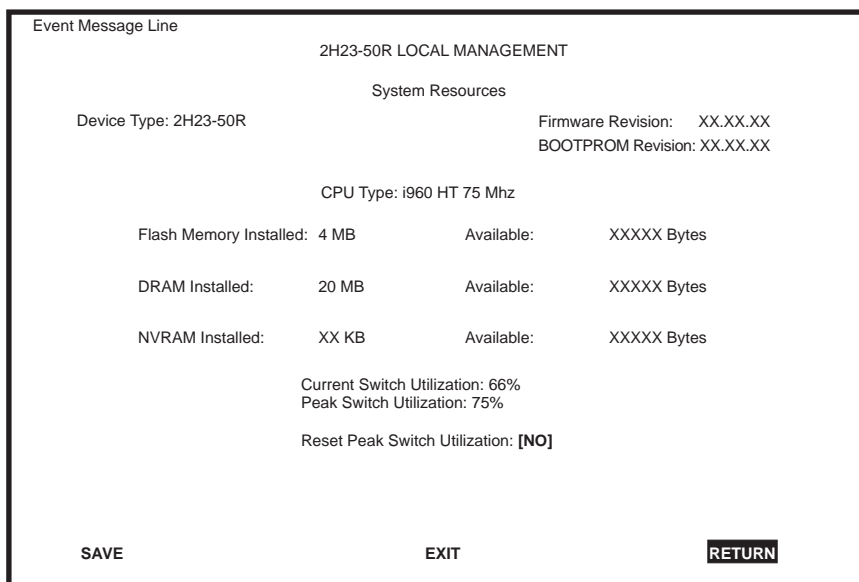 Event Message Line
2H23-50R LOCAL MANAGEMENT
System Resources
Device Type: 2H23-50R Firmware Revision: XX.XX.XX
BOOTPROM Revision: XX.XX.XX
CPU Type: i960 HT 75 Mhz
Flash Memory Installed: 4 MB Available: XXXXX Bytes
DRAM Installed: 20 MB Available: XXXXX Bytes
NVRAM Installed: XX KB Available: XXXXX Bytes
Current Switch Utilization: 66%
Peak Switch Utilization: 75%
Reset Peak Switch Utilization: [NO]
SAVE EXIT RETURN